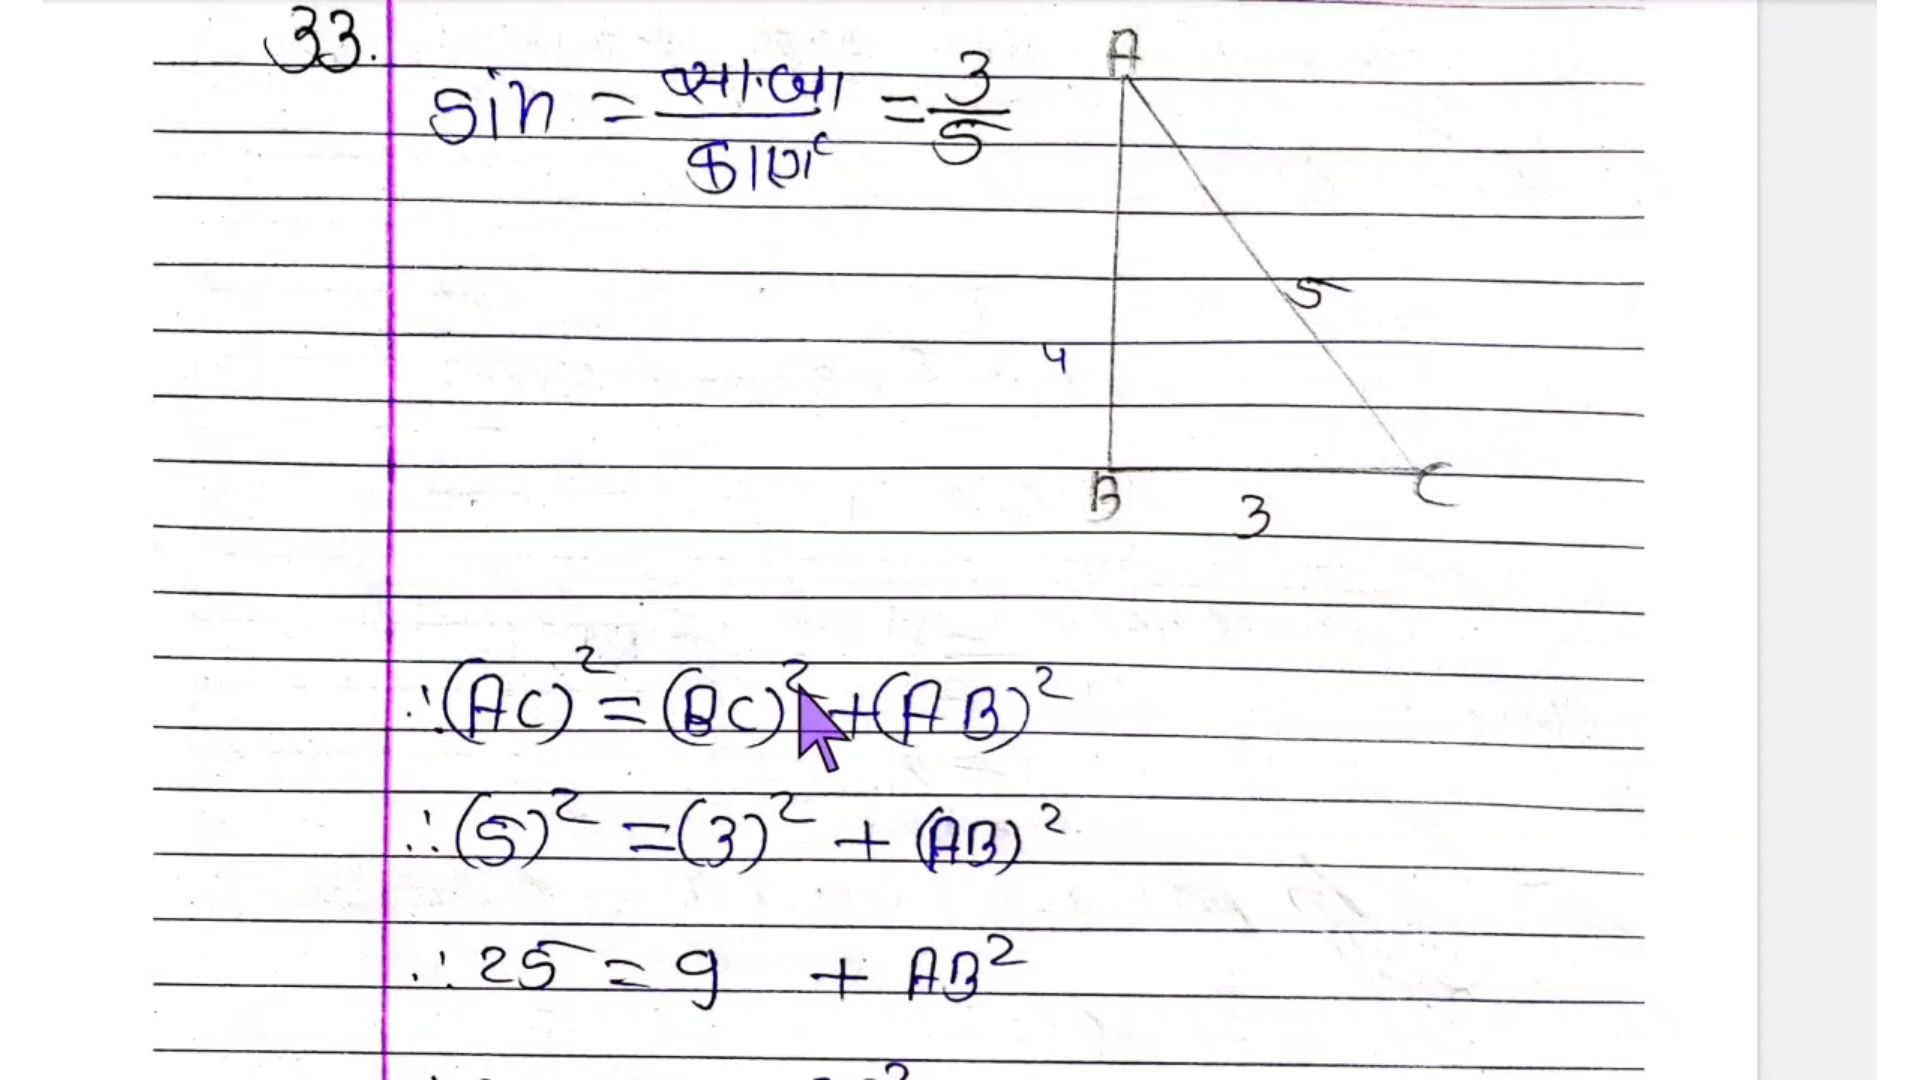 33.
sin = સા.બા / કર્ણ = 3/5
A
5
4
B
3
C
∴ (AC)² = (BC)² + (AB)²
∴ (5)² = (3)² + (AB)²
∴ 25 = 9 + AB²